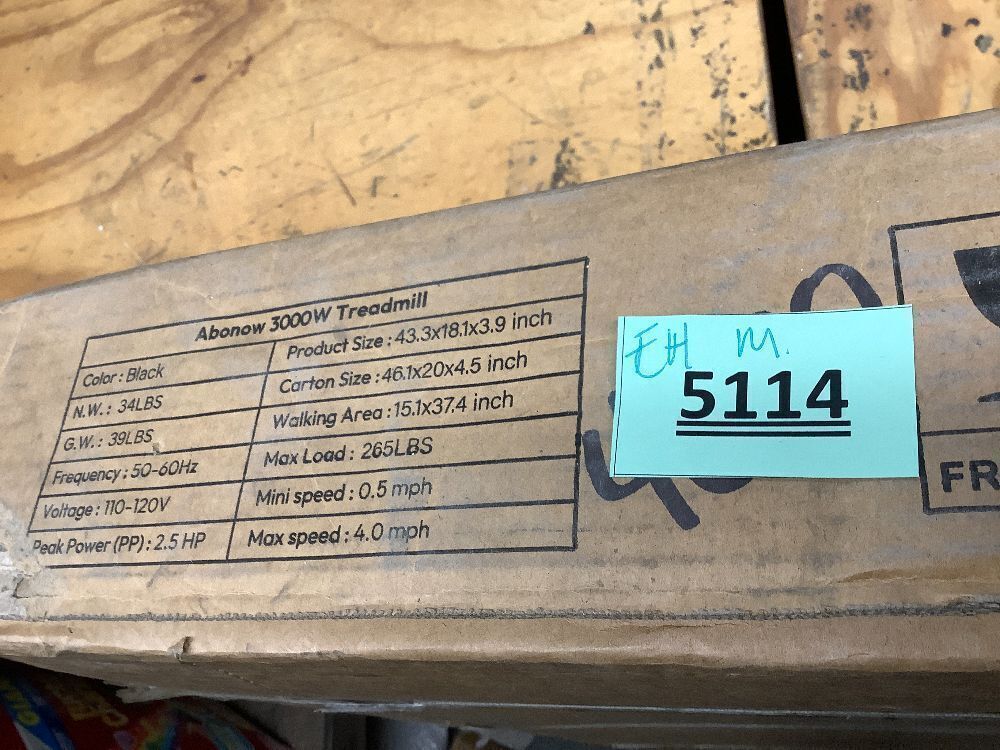 Abonow 3000W Treadmill
Color : Black
Product Size : 43.3x18.1x3.9 inch
N.W. : 34LBS
Carton Size : 46.1x20x4.5 inch
G.W. : 39LBS
Walking Area : 15.1x37.4 inch
Frequency : 50-60Hz
Max Load : 265LBS
Voltage : 110-120V
Mini speed : 0.5 mph
Peak Power (PP) : 2.5 HP
Max speed : 4.0 mph
EH M.
5114
FR